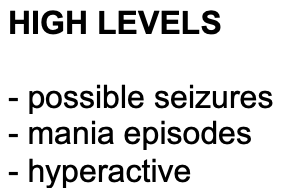 HIGH LEVELS
- possible seizures
- mania episodes
- hyperactive